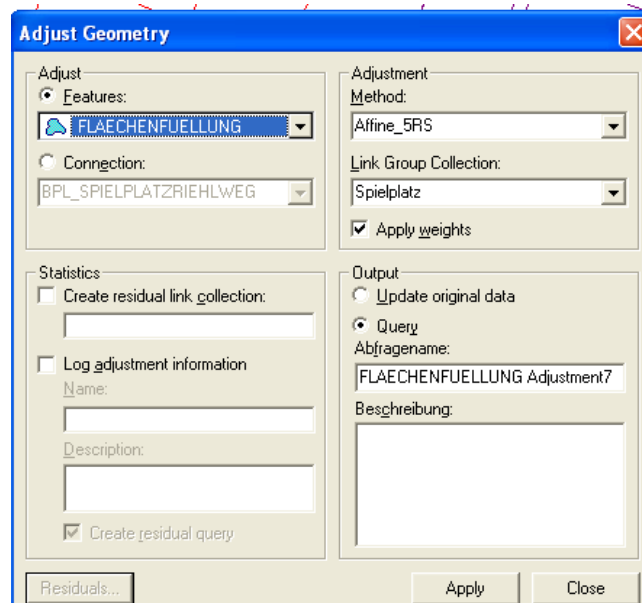 Adjust Geometry
Adjust
Features:
FLAECHENFUELLUNG
Connection:
BPL_SPIELPLATZRIEHLWEG
Adjustment
Method:
Affine_5RS
Link Group Collection:
Spielplatz
Apply weights
Statistics
Create residual link collection:
Log adjustment information
Name:
Description:
Create residual query
Output
Update original data
Query
Abfragename:
FLAECHENFUELLUNG Adjustment7
Beschreibung:
Residuals...
Apply
Close